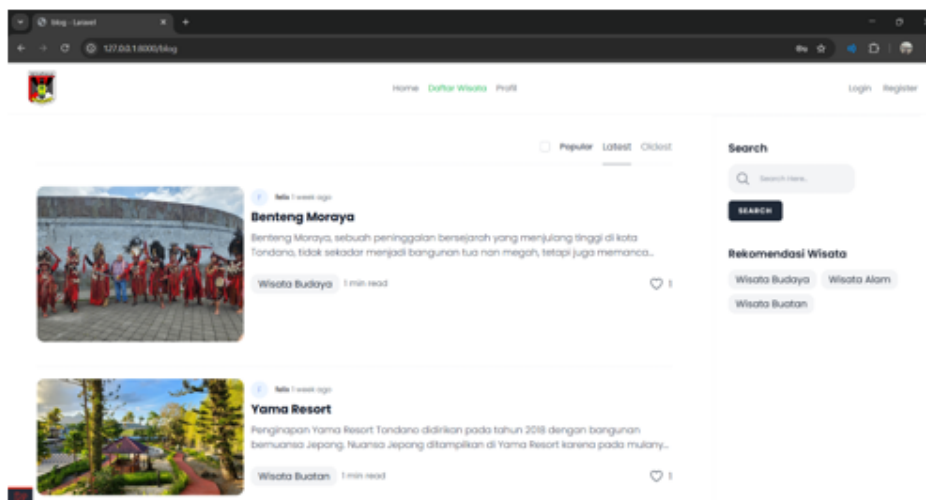 blog - Laravel
127.0.0.1:8000/blog
Home Daftar Wisata Profil
Login Register
Popular Latest Oldest
felix 1 week ago
Benteng Moraya
Benteng Moraya, sebuah peninggalan bersejarah yang menjulang tinggi di kota
Tondano, tidak sekadar menjadi bangunan tua nan megah, tetapi juga memanca...
Wisata Budaya 1 min read 1
felix 1 week ago
Yama Resort
Penginapan Yama Resort Tondano didirikan pada tahun 2018 dengan bangunan
bernuansa Jepang. Nuansa Jepang ditampilkan di Yama Resort karena pada mulany...
Wisata Buatan 1 min read 1
Search
Search Here..
SEARCH
Rekomendasi Wisata
Wisata Budaya Wisata Alam
Wisata Buatan